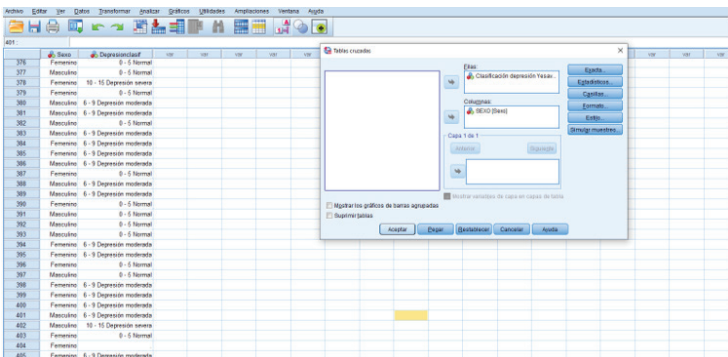 Archivo Editar Ver Datos Transformar Analizar Gráficos Utilidades Ampliaciones Ventana Ayuda
401 :
Sexo Depresionclasif var var var var var var var var
376 Femenino 0 - 5 Normal
377 Masculino 0 - 5 Normal
378 Femenino 10 - 15 Depresión severa
379 Femenino 0 - 5 Normal
380 Masculino 6 - 9 Depresión moderada
381 Masculino 6 - 9 Depresión moderada
382 Masculino 0 - 5 Normal
383 Masculino 6 - 9 Depresión moderada
384 Femenino 6 - 9 Depresión moderada
385 Femenino 6 - 9 Depresión moderada
386 Masculino 6 - 9 Depresión moderada
387 Femenino 0 - 5 Normal
388 Masculino 6 - 9 Depresión moderada
389 Masculino 6 - 9 Depresión moderada
390 Femenino 0 - 5 Normal
391 Masculino 0 - 5 Normal
392 Masculino 0 - 5 Normal
393 Masculino 0 - 5 Normal
394 Femenino 6 - 9 Depresión moderada
395 Femenino 6 - 9 Depresión moderada
396 Femenino 0 - 5 Normal
397 Masculino 0 - 5 Normal
398 Femenino 6 - 9 Depresión moderada
399 Femenino 6 - 9 Depresión moderada
400 Femenino 6 - 9 Depresión moderada
401 Masculino 6 - 9 Depresión moderada
402 Masculino 10 - 15 Depresión severa
403 Femenino 0 - 5 Normal
404 Femenino .
405 Femenino 6 - 9 Depresión moderada
Tablas cruzadas
Filas:
Clasificación depresión Yesav...
Columnas:
SEXO [Sexo]
Capa 1 de 1
Anterior Siguiente
Mostrar variables de capa en capas de tabla
Mostrar los gráficos de barras agrupadas
Suprimir tablas
Aceptar Pegar Restablecer Cancelar Ayuda
Exacta...
Estadísticos...
Casillas...
Formato...
Estilo...
Simular muestreo...